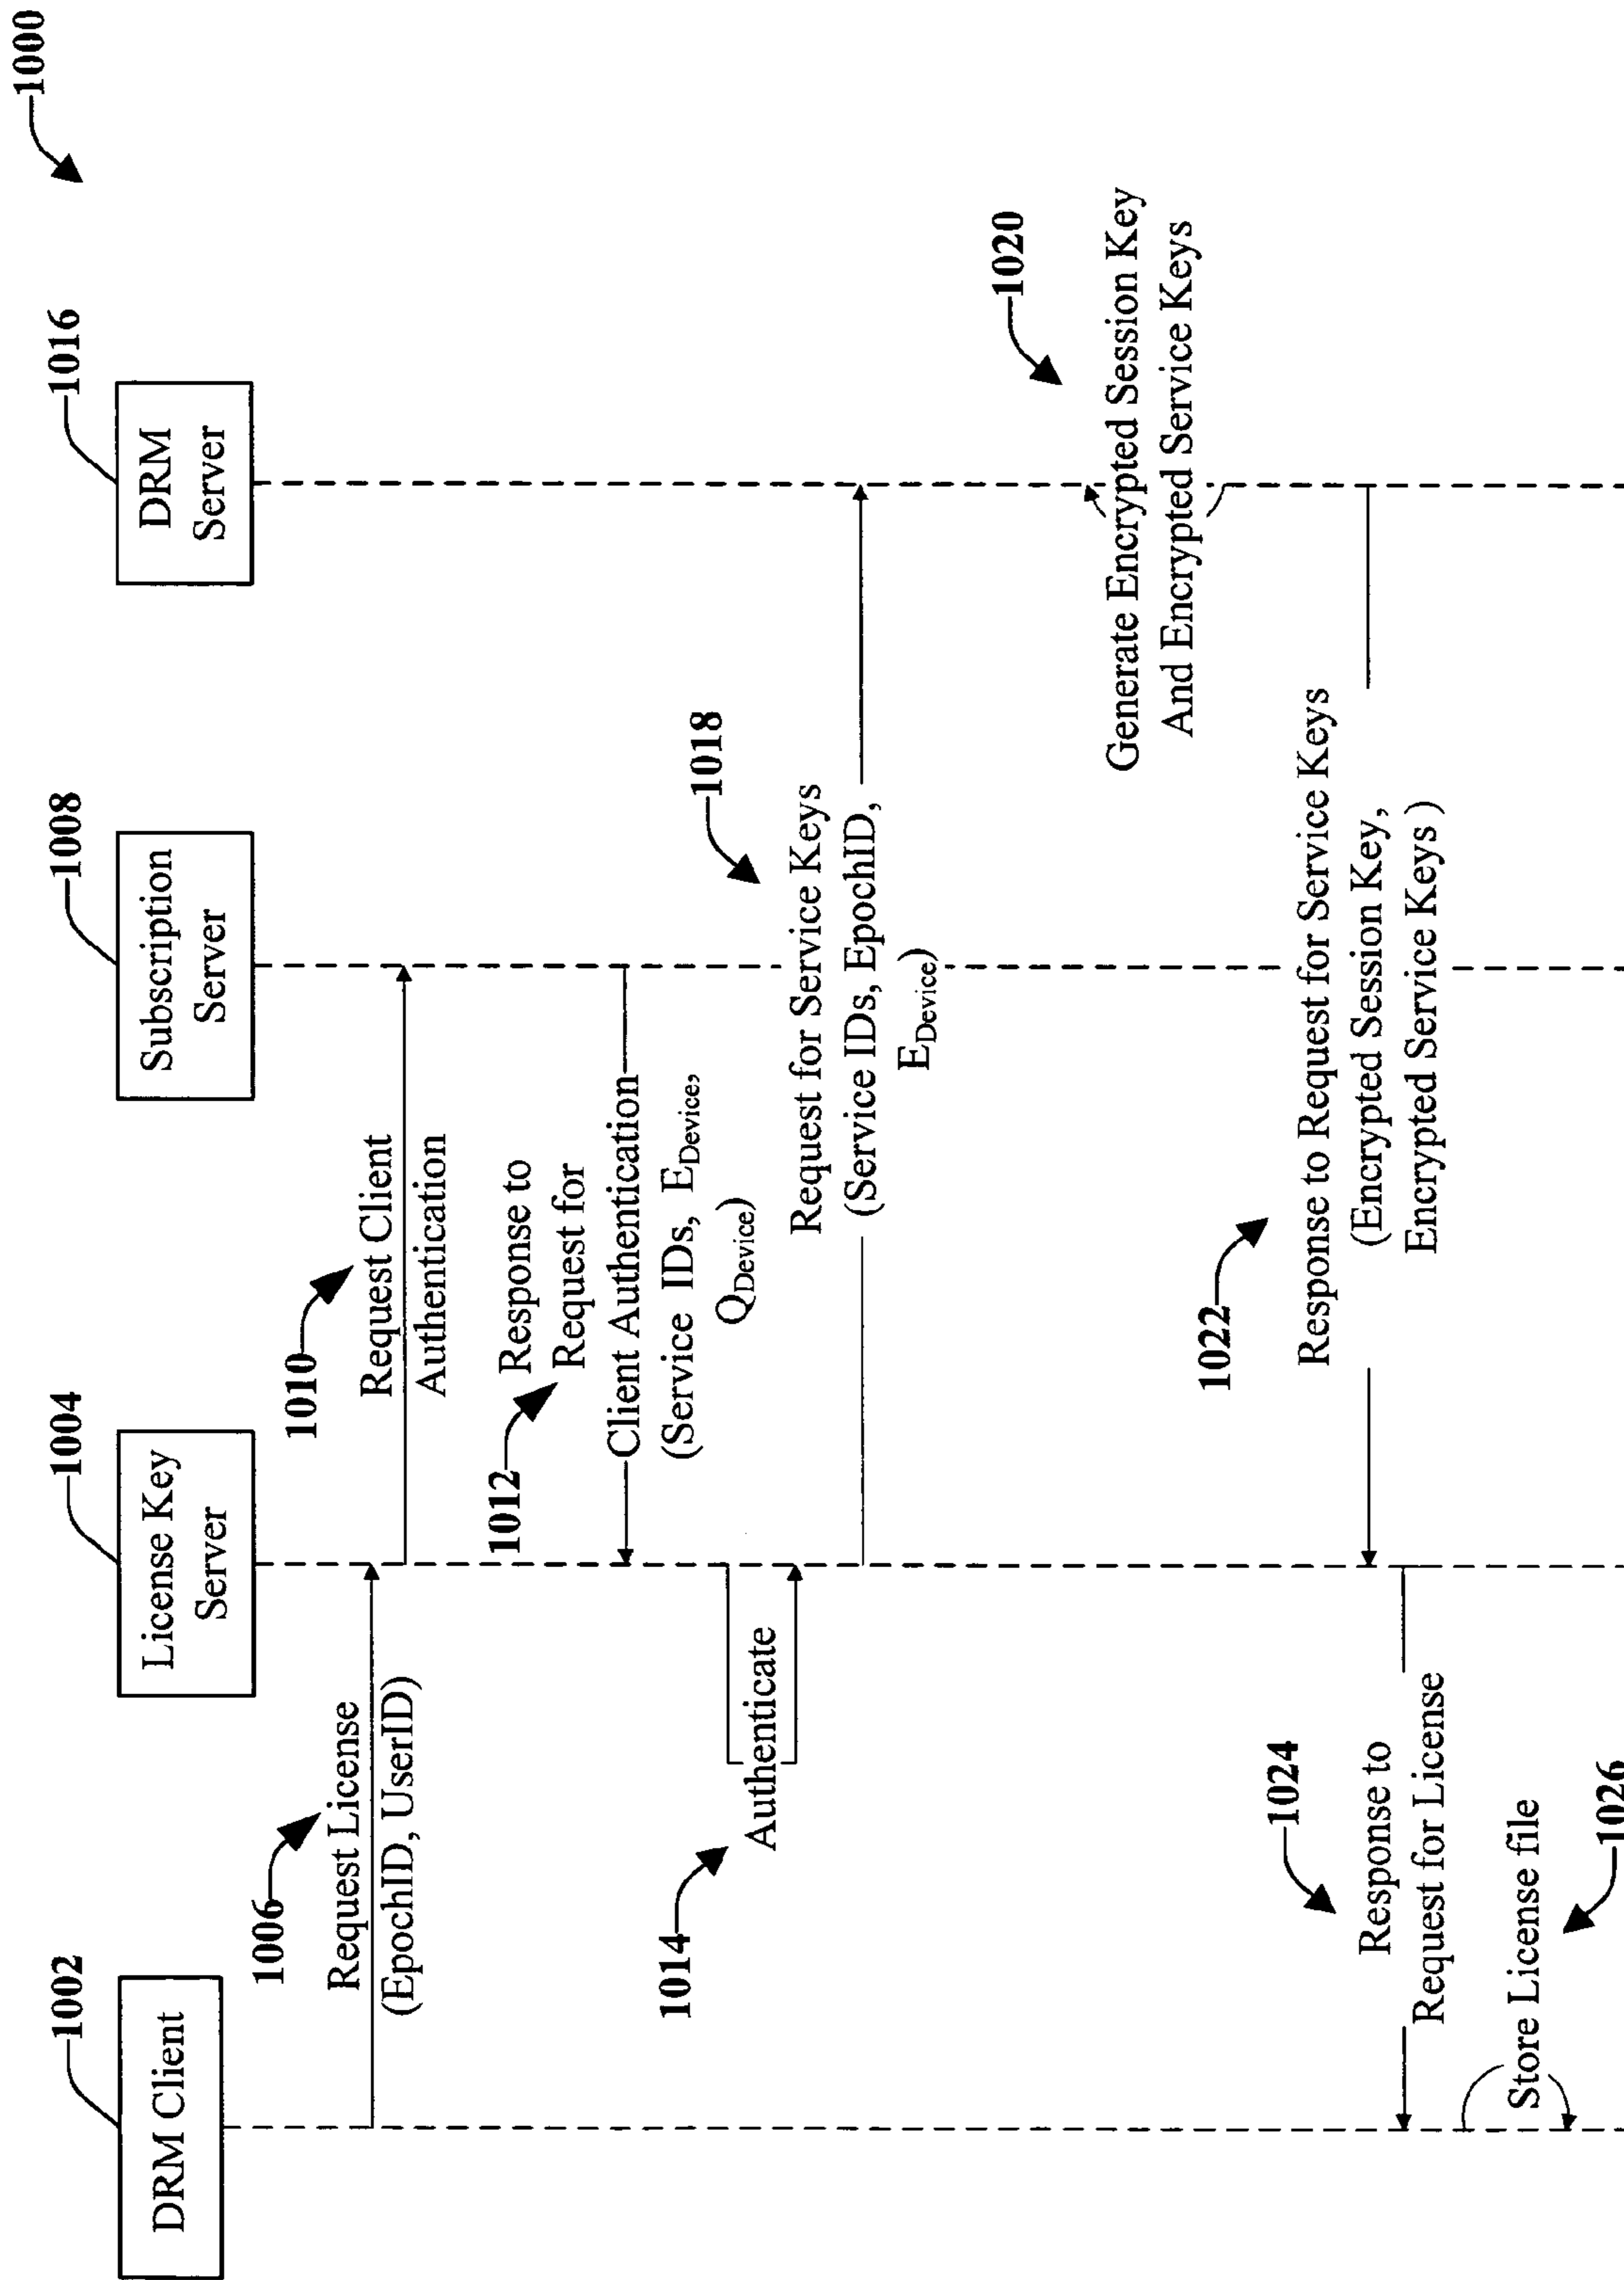 1000
1002
DRM Client
1004
License Key
Server
1008
Subscription
Server
1016
DRM
Server
1006
Request License
(EpochID, UserID)
1010
Request Client
Authentication
1012
Response to
Request for
Client Authentication
(Service IDs, EDevice,
QDevice)
1014
Authenticate
1018
Request for Service Keys
(Service IDs, EpochID,
EDevice)
1020
Generate Encrypted Session Key
And Encrypted Service Keys
1022
Response to Request for Service Keys
(Encrypted Session Key,
Encrypted Service Keys )
1024
Response to
Request for License
Store License file
1026